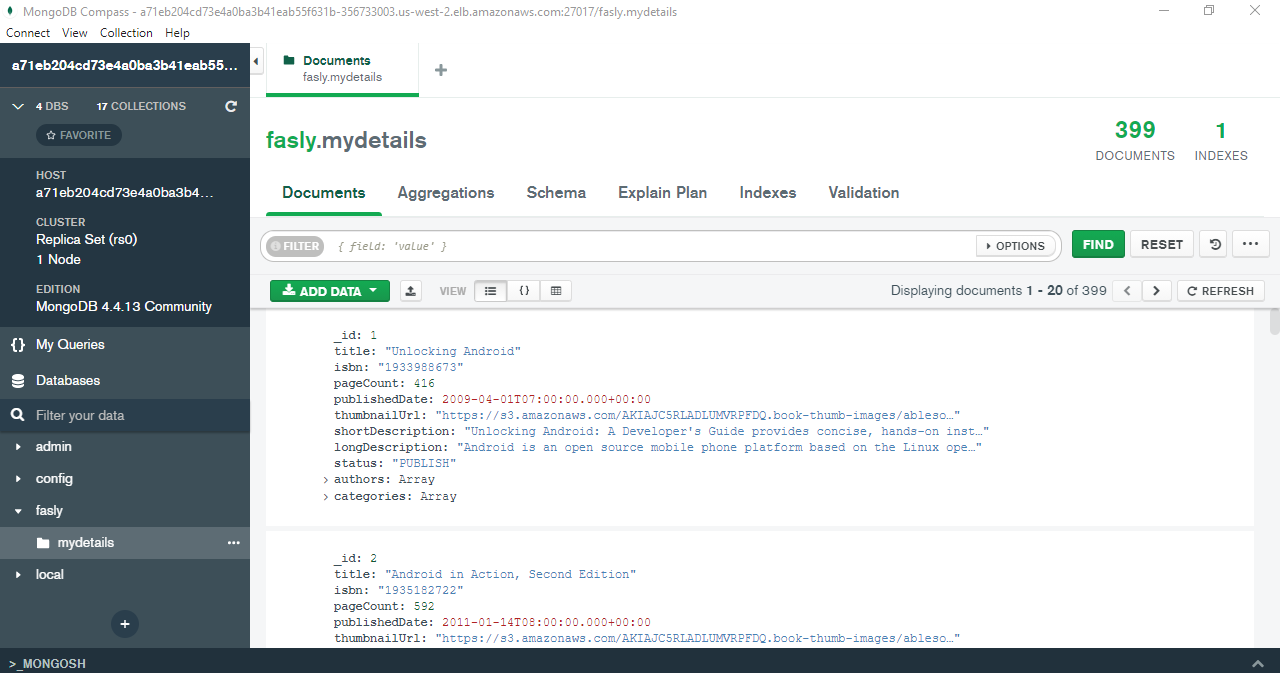 MongoDB Compass - a71eb204cd73e4a0ba3b41eab55f631b-356733003.us-west-2.elb.amazonaws.com:27017/fasly.mydetails
Connect View Collection Help
a71eb204cd73e4a0ba3b41eab55...
4 DBS 17 COLLECTIONS
FAVORITE
HOST
a71eb204cd73e4a0ba3b4...
CLUSTER
Replica Set (rs0)
1 Node
EDITION
MongoDB 4.4.13 Community
{} My Queries
Databases
Filter your data
admin
config
fasly
mydetails ...
local
+
>_MONGOSH
Documents
fasly.mydetails
+
fasly.mydetails
399
DOCUMENTS
1
INDEXES
Documents Aggregations Schema Explain Plan Indexes Validation
FILTER { field: 'value' } OPTIONS FIND RESET ...
ADD DATA VIEW {} Displaying documents 1 - 20 of 399 < > REFRESH
_id: 1
title: "Unlocking Android"
isbn: "1933988673"
pageCount: 416
publishedDate: 2009-04-01T07:00:00.000+00:00
thumbnailUrl: "https://s3.amazonaws.com/AKIAJC5RLADLUMVRPFDQ.book-thumb-images/ableso…"
shortDescription: "Unlocking Android: A Developer's Guide provides concise, hands-on inst…"
longDescription: "Android is an open source mobile phone platform based on the Linux ope…"
status: "PUBLISH"
> authors: Array
> categories: Array
_id: 2
title: "Android in Action, Second Edition"
isbn: "1935182722"
pageCount: 592
publishedDate: 2011-01-14T08:00:00.000+00:00
thumbnailUrl: "https://s3.amazonaws.com/AKIAJC5RLADLUMVRPFDQ.book-thumb-images/ableso…"